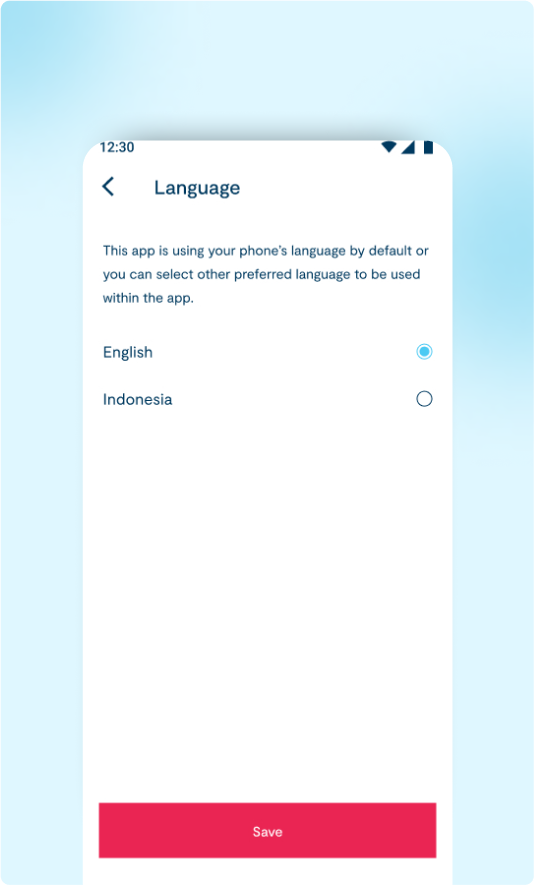 12:30
Language
This app is using your phone's language by default or
you can select other preferred language to be used
within the app.
English
Indonesia
Save